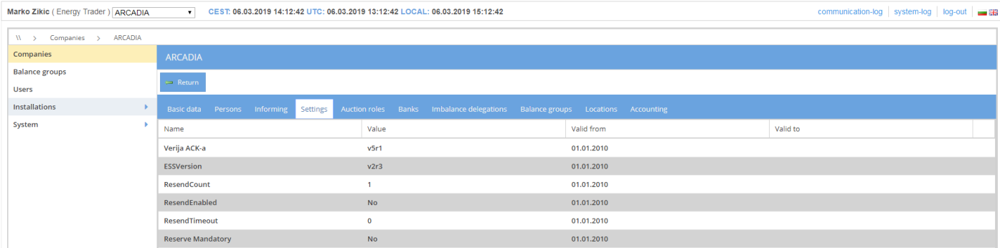 Marko Zikic ( Energy Trader ) ARCADIA CEST: 06.03.2019 14:12:42 UTC: 06.03.2019 13:12:42 LOCAL: 06.03.2019 15:12:42 communication-log system-log log-out
\\ > Companies > ARCADIA
Companies
Balance groups
Users
Installations
System
ARCADIA
Return
Basic data Persons Informing Settings Auction roles Banks Imbalance delegations Balance groups Locations Accounting
Name Value Valid from Valid to
Verija ACK-a v5r1 01.01.2010
ESSVersion v2r3 01.01.2010
ResendCount 1 01.01.2010
ResendEnabled No 01.01.2010
ResendTimeout 0 01.01.2010
Reserve Mandatory No 01.01.2010